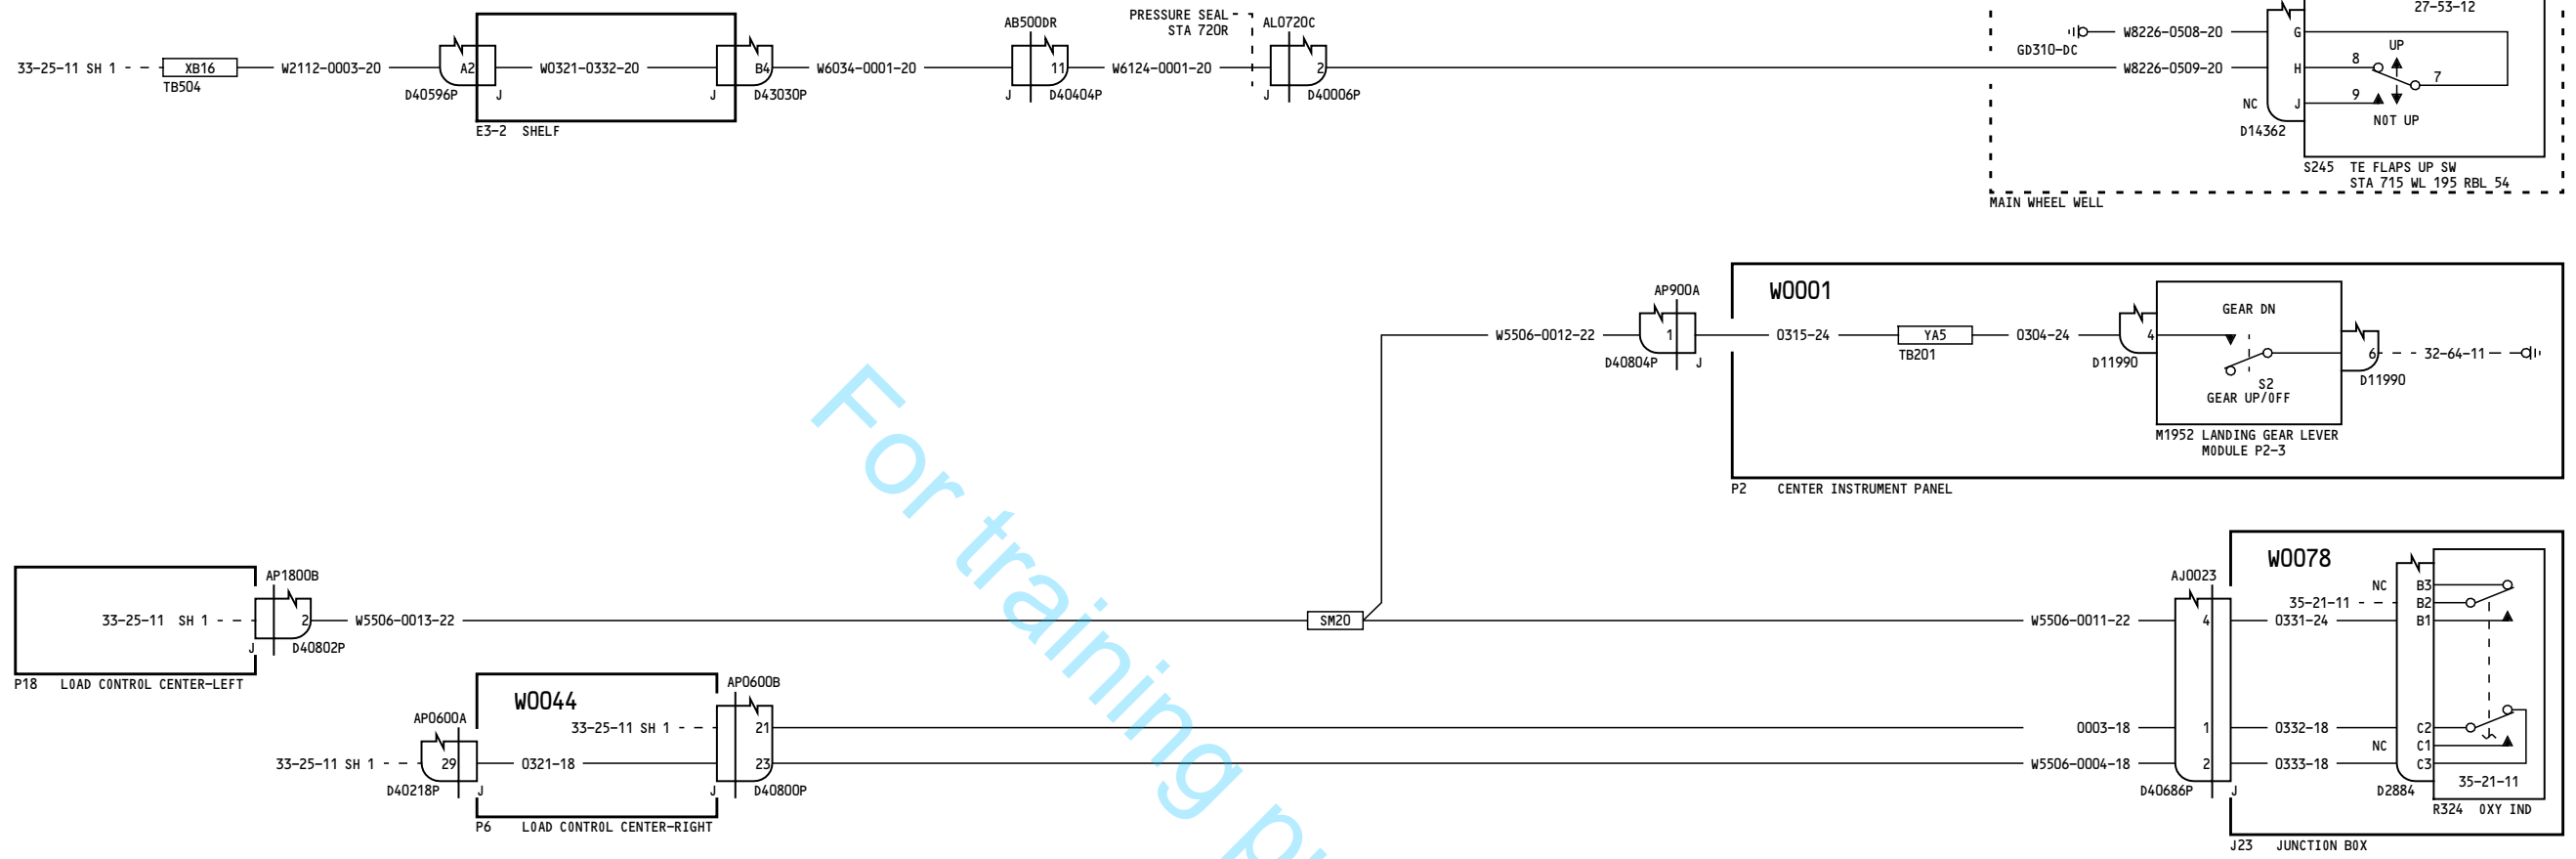 33-25-11 SH 1
XB16
TB504
W2112-0003-20
A2
D40596P
J
W0321-0332-20
E3-2 SHELF
B4
J
D43030P
W6034-0001-20
AB500DR
11
J
D40404P
PRESSURE SEAL
STA 720R
W6124-0001-20
AL0720C
2
J
D40006P
GD310-DC
W8226-0508-20
W8226-0509-20
G
H
J
NC
D14362
27-53-12
UP
8
7
9
NOT UP
S245 TE FLAPS UP SW
STA 715 WL 195 RBL 54
MAIN WHEEL WELL
W5506-0012-22
AP900A
1
D40804P
J
W0001
0315-24
YA5
TB201
0304-24
4
D11990
GEAR DN
S2
GEAR UP/OFF
6
D11990
32-64-11
M1952 LANDING GEAR LEVER
MODULE P2-3
P2 CENTER INSTRUMENT PANEL
33-25-11 SH 1
AP1800B
2
J
D40802P
P18 LOAD CONTROL CENTER-LEFT
W5506-0013-22
SM20
W5506-0011-22
33-25-11 SH 1
AP0600A
29
D40218P
J
W0044
33-25-11 SH 1
0321-18
AP0600B
21
23
J
D40800P
P6 LOAD CONTROL CENTER-RIGHT
0003-18
W5506-0004-18
AJ0023
4
1
2
D40686P
J
W0078
NC
35-21-11
0331-24
0332-18
NC
0333-18
B3
B2
B1
C2
C1
C3
D2884
35-21-11
R324 OXY IND
J23 JUNCTION BOX
For training